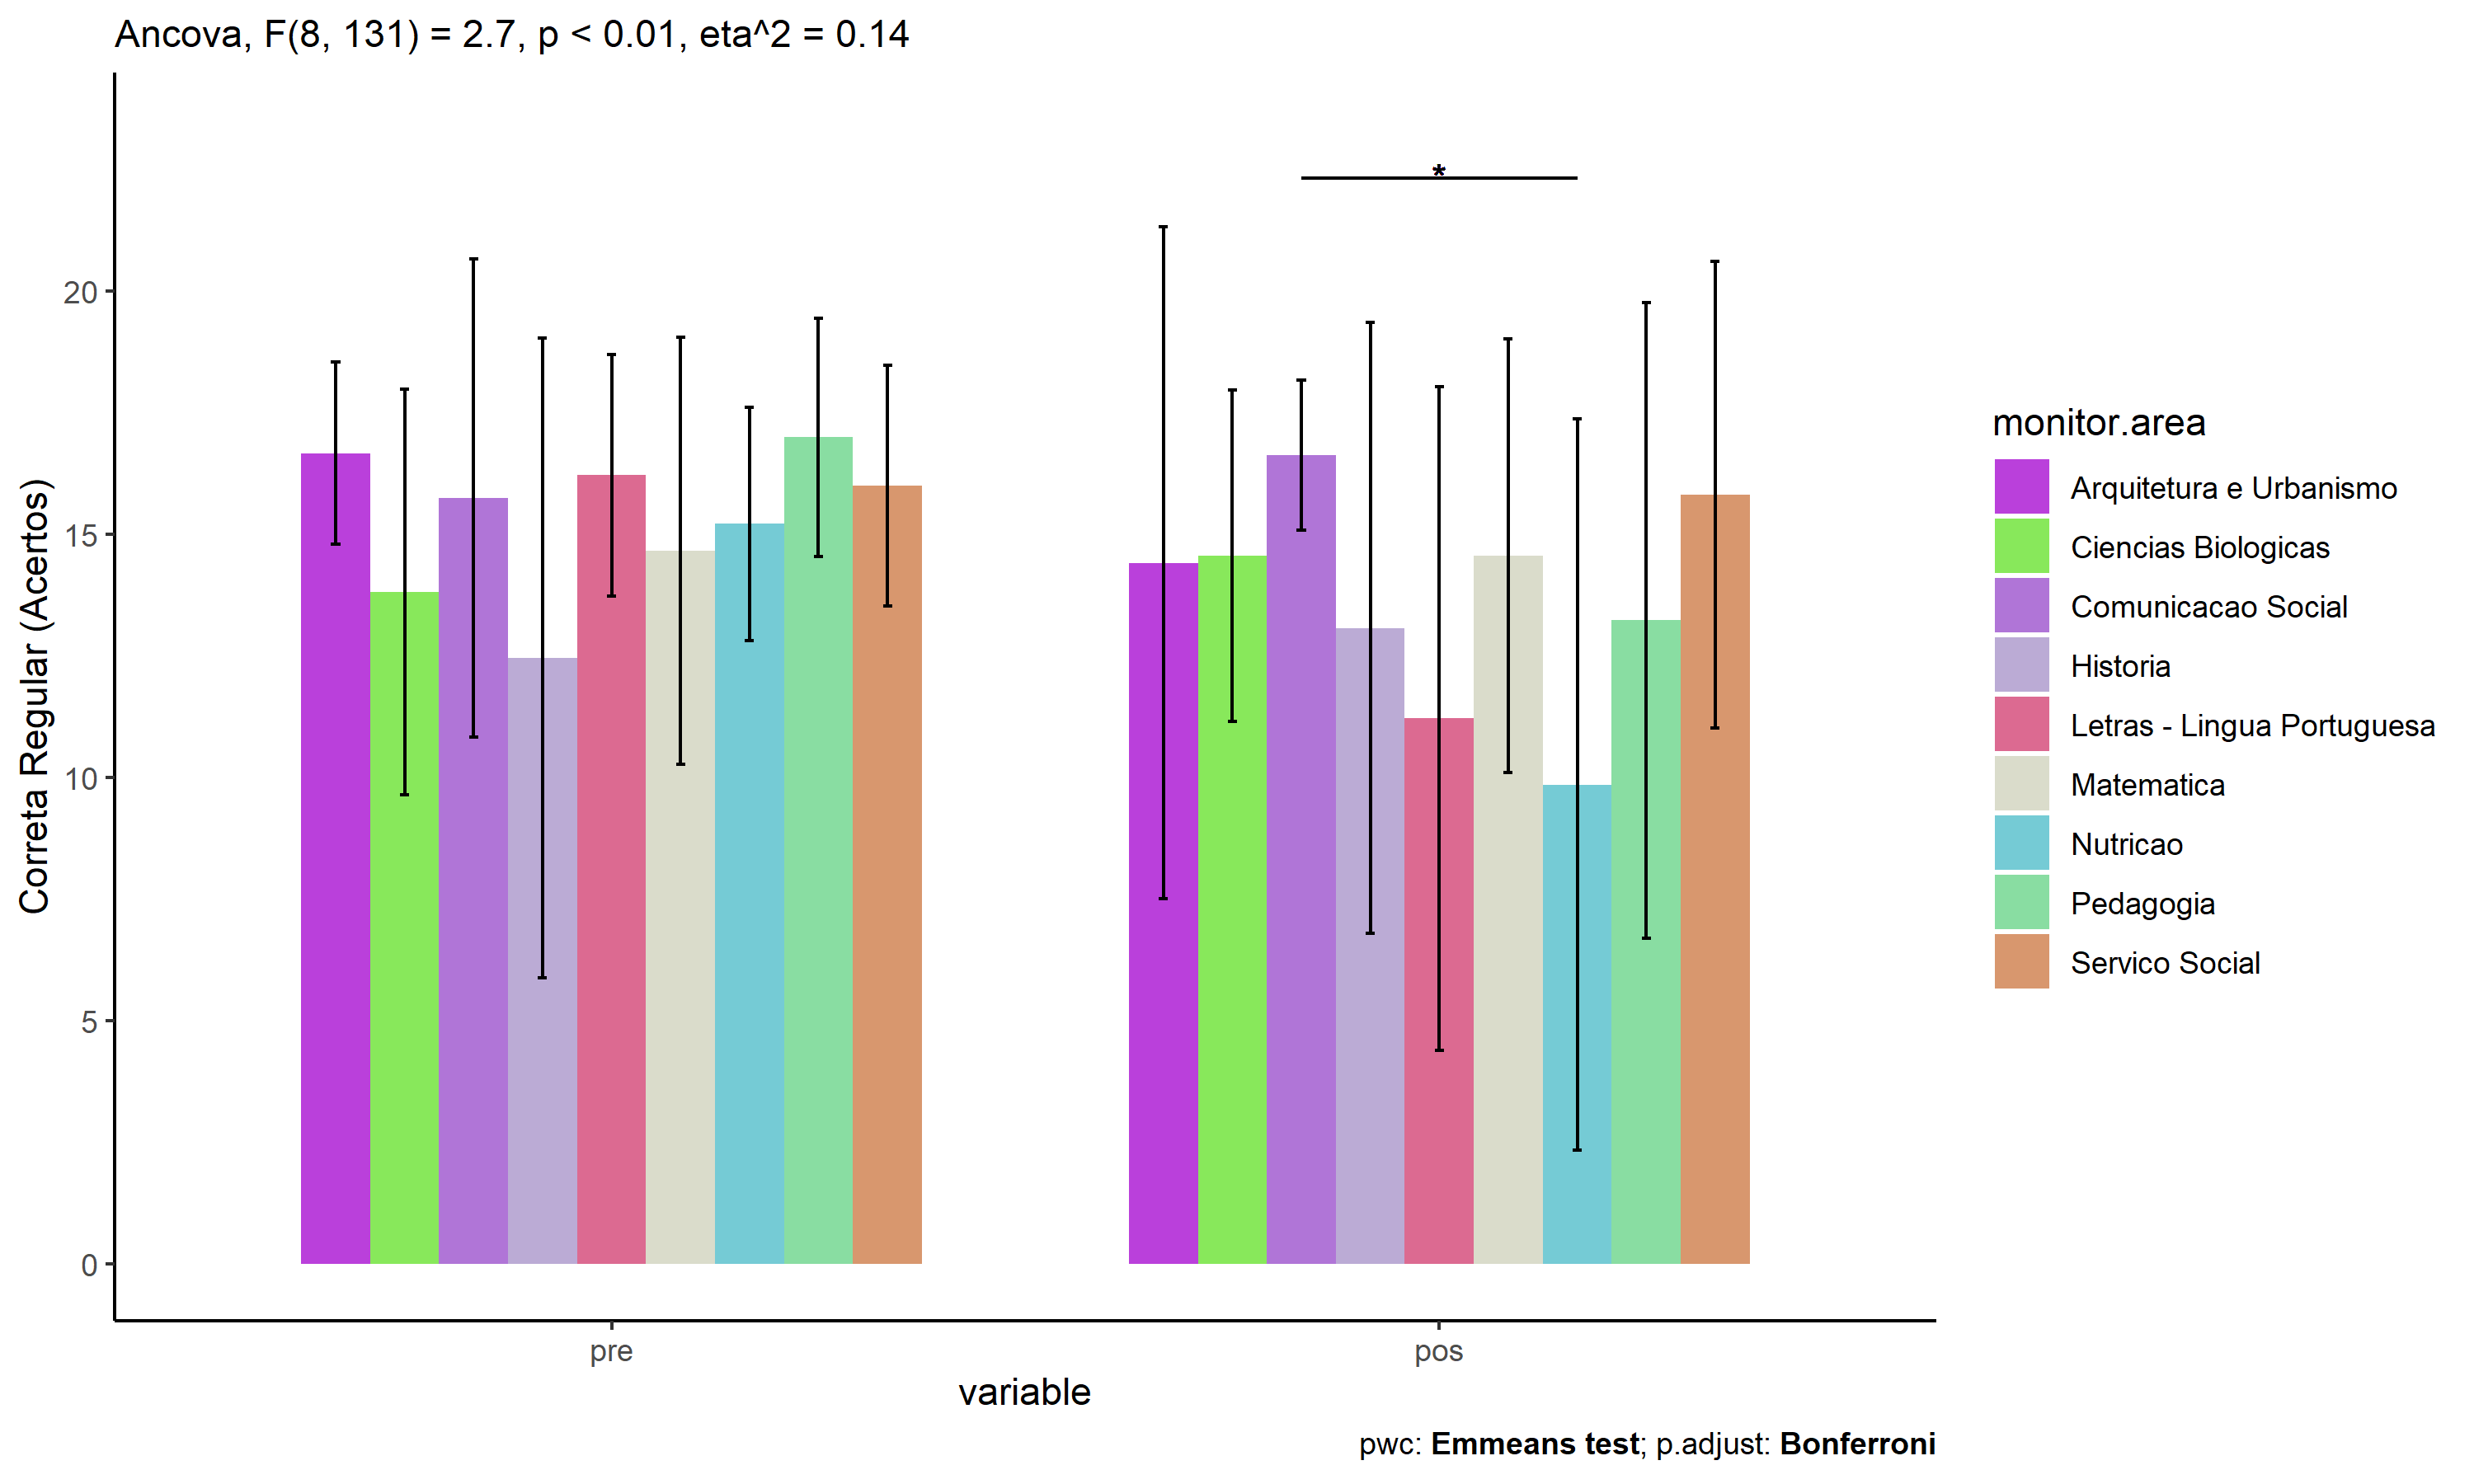 Ancova, F(8, 131) = 2.7, p < 0.01, eta^2 = 0.14
*
Correta Regular (Acertos)
20
15
10
5
0
pre
pos
variable
monitor.area
Arquitetura e Urbanismo
Ciencias Biologicas
Comunicacao Social
Historia
Letras - Lingua Portuguesa
Matematica
Nutricao
Pedagogia
Servico Social
pwc: Emmeans test; p.adjust: Bonferroni